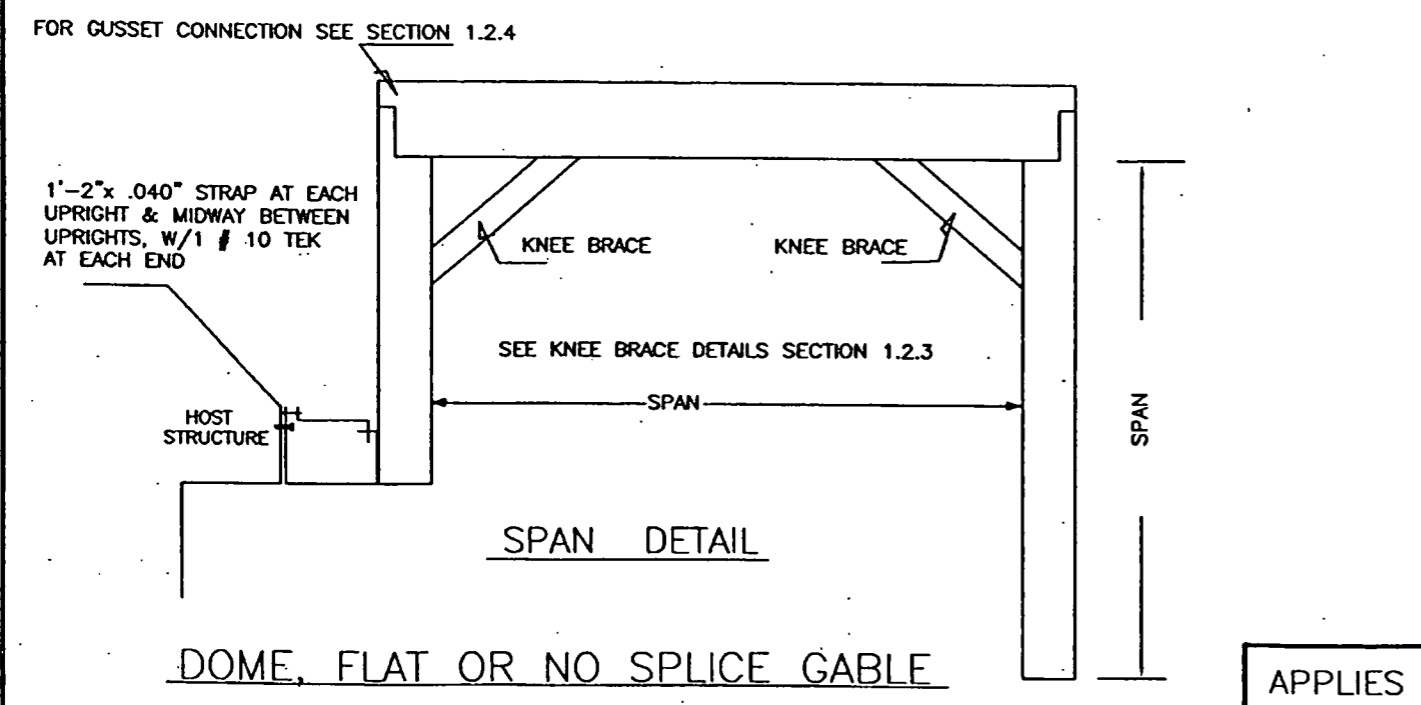 FOR GUSSET CONNECTION SEE SECTION 1.2.4
1'-2"x .040" STRAP AT EACH
UPRIGHT & MIDWAY BETWEEN
UPRIGHTS, W/1 # 10 TEK
AT EACH END
KNEE BRACE
KNEE BRACE
SEE KNEE BRACE DETAILS SECTION 1.2.3
SPAN
SPAN
HOST
STRUCTURE
SPAN DETAIL
DOME, FLAT OR NO SPLICE GABLE
APPLIES